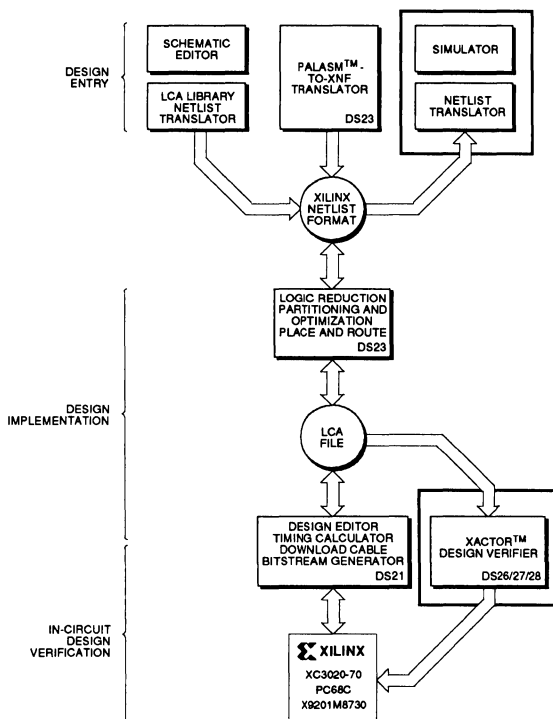 DESIGN
ENTRY
SCHEMATIC
EDITOR
LCA LIBRARY
NETLIST
TRANSLATOR
PALASM™-
TO-XNF
TRANSLATOR
DS23
SIMULATOR
NETLIST
TRANSLATOR
XILINX
NETLIST
FORMAT
DESIGN
IMPLEMENTATION
LOGIC REDUCTION
PARTITIONING AND
OPTIMIZATION
PLACE AND ROUTE
DS23
LCA
FILE
DESIGN EDITOR
TIMING CALCULATOR
DOWNLOAD CABLE
BITSTREAM GENERATOR
DS21
XACTOR™
DESIGN VERIFIER
DS26/27/28
IN-CIRCUIT
DESIGN
VERIFICATION
XILINX
XC3020-70
PC68C
X9201M8730